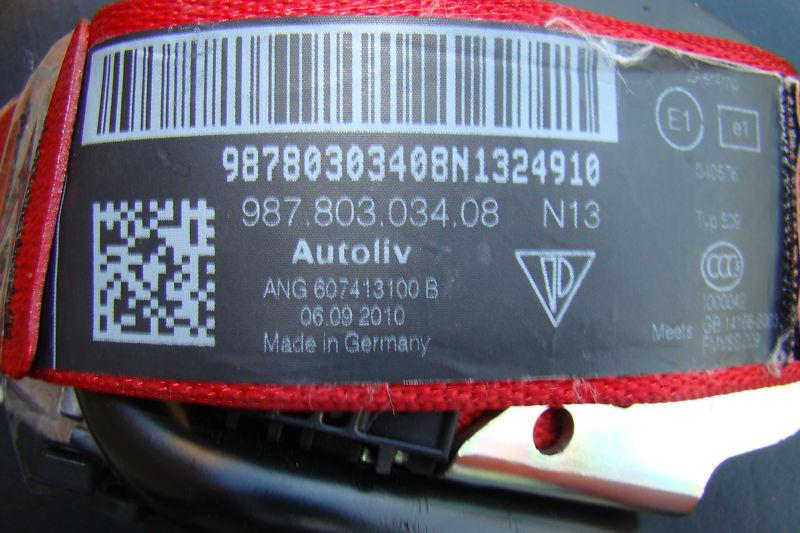 98780303408N1324910
987.803.034.08 N13
Autoliv
ANG 607413100 B
06.09 2010
Made in Germany
E1
e1
Typ
CCC
Meets